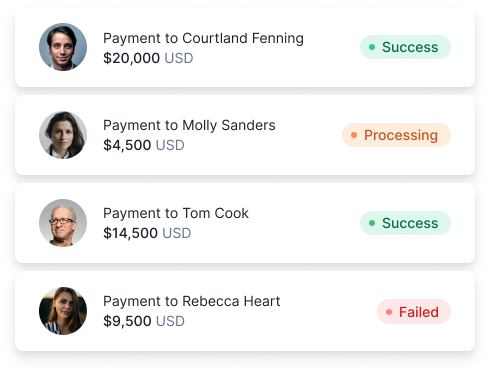 Payment to Courtland Fenning
$20,000 USD
Success
Payment to Molly Sanders
$4,500 USD
Processing
Payment to Tom Cook
$14,500 USD
Success
Payment to Rebecca Heart
$9,500 USD
Failed